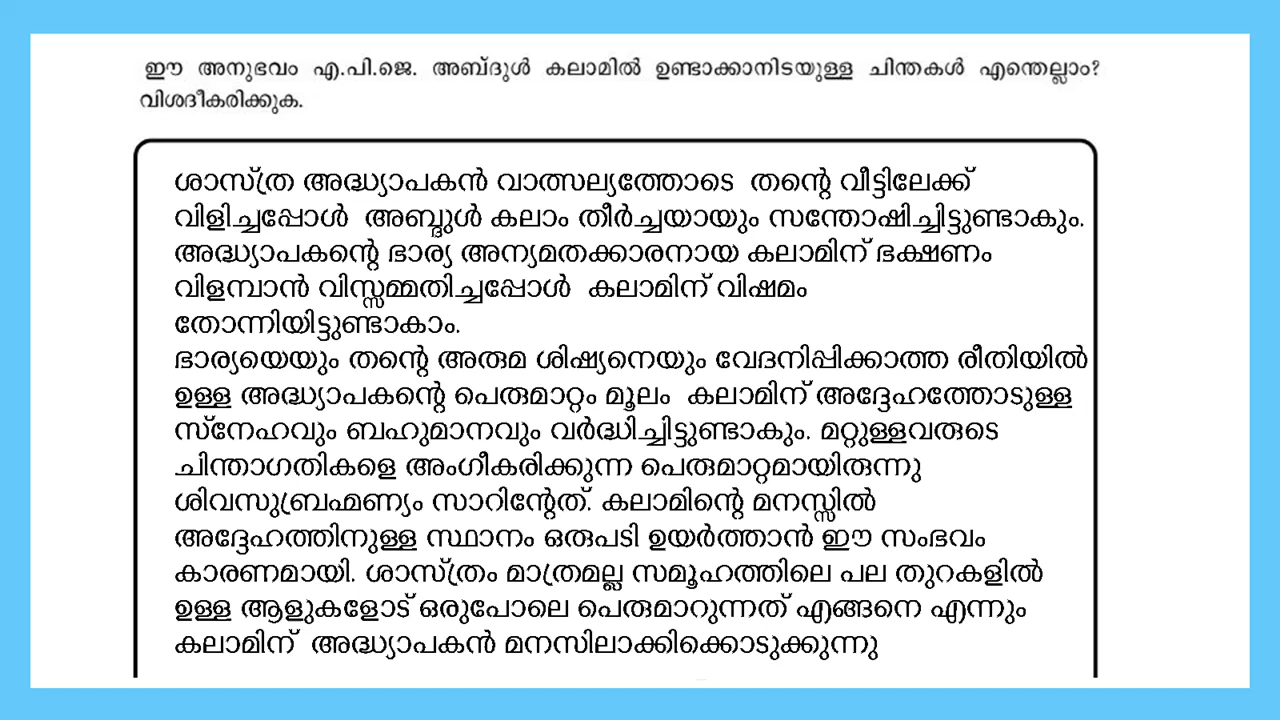 ഈ അനുഭവം എ.പി.ജെ. അബ്ദുൾ കലാമിൽ ഉണ്ടാക്കാനിടയുള്ള ചിന്തകൾ എന്തെല്ലാം?
വിശദീകരിക്കുക.
ശാസ്ത്ര അദ്ധ്യാപകൻ വാത്സല്യത്തോടെ തന്റെ വീട്ടിലേക്ക്
വിളിച്ചപ്പോൾ അബ്ദുൾ കലാം തീർച്ചയായും സന്തോഷിച്ചിട്ടുണ്ടാകും.
അദ്ധ്യാപകന്റെ ഭാര്യ അന്യമതക്കാരനായ കലാമിന് ഭക്ഷണം
വിളമ്പാൻ വിസ്സമ്മതിച്ചപ്പോൾ കലാമിന് വിഷമം
തോന്നിയിട്ടുണ്ടാകാം.
ഭാര്യയെയും തന്റെ അരുമ ശിഷ്യനെയും വേദനിപ്പിക്കാത്ത രീതിയിൽ
ഉള്ള അദ്ധ്യാപകന്റെ പെരുമാറ്റം മൂലം കലാമിന് അദ്ദേഹത്തോടുള്ള
സ്നേഹവും ബഹുമാനവും വർദ്ധിച്ചിട്ടുണ്ടാകും. മറ്റുള്ളവരുടെ
ചിന്താഗതികളെ അംഗീകരിക്കുന്ന പെരുമാറ്റമായിരുന്നു
ശിവസുബ്രഹ്മണ്യം സാറിന്റേത്. കലാമിന്റെ മനസ്സിൽ
അദ്ദേഹത്തിനുള്ള സ്ഥാനം ഒരുപടി ഉയർത്താൻ ഈ സംഭവം
കാരണമായി. ശാസ്ത്രം മാത്രമല്ല സമൂഹത്തിലെ പല തുറകളിൽ
ഉള്ള ആളുകളോട് ഒരുപോലെ പെരുമാറുന്നത് എങ്ങനെ എന്നും
കലാമിന് അദ്ധ്യാപകൻ മനസിലാക്കിക്കൊടുക്കുന്നു